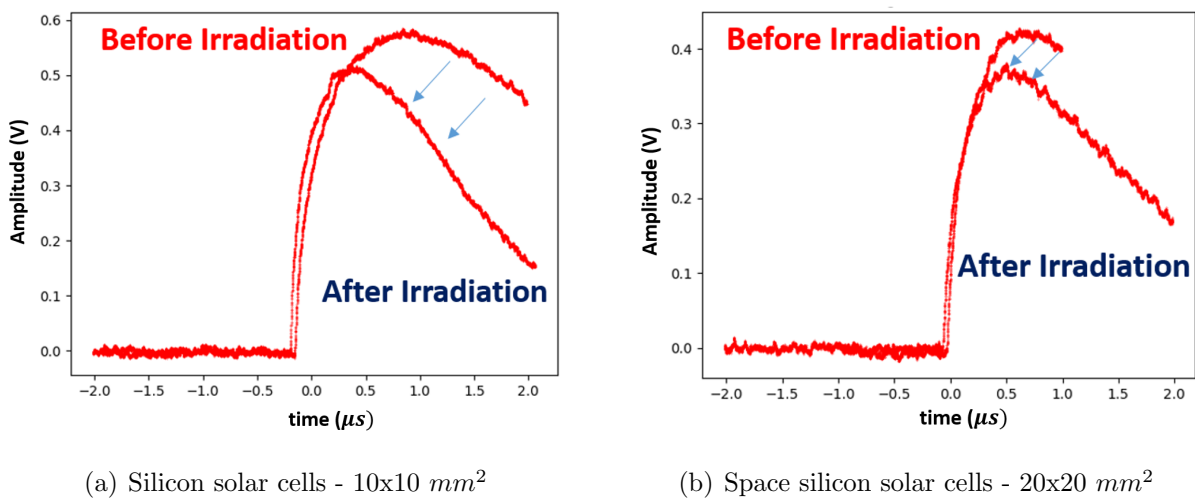 Before Irradiation
After Irradiation
Amplitude (V)
0.6
0.5
0.4
0.3
0.2
0.1
0.0
−2.0 −1.5 −1.0 −0.5 0.0 0.5 1.0 1.5 2.0
time (μs)
(a) Silicon solar cells - 10x10 mm²
Before Irradiation
After Irradiation
Amplitude (V)
0.4
0.3
0.2
0.1
0.0
−2.0 −1.5 −1.0 −0.5 0.0 0.5 1.0 1.5 2.0
time (μs)
(b) Space silicon solar cells - 20x20 mm²